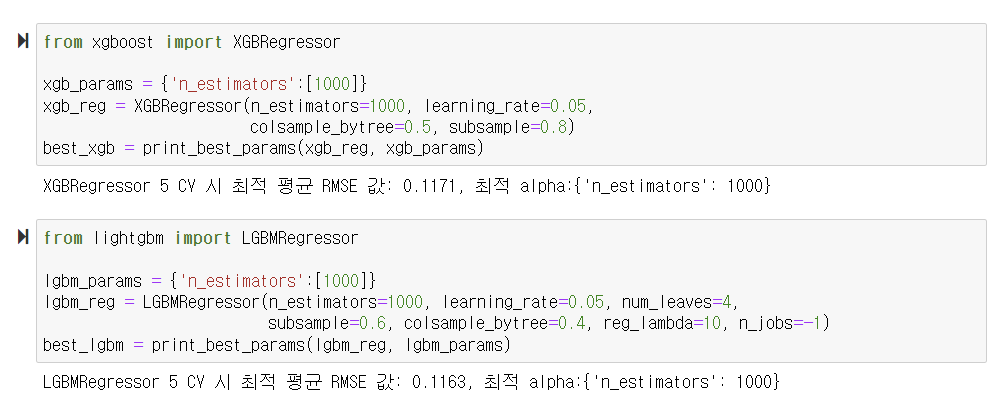 from xgboost import XGBRegressor
xgb_params = {'n_estimators':[1000]}
xgb_reg = XGBRegressor(n_estimators=1000, learning_rate=0.05,
colsample_bytree=0.5, subsample=0.8)
best_xgb = print_best_params(xgb_reg, xgb_params)
XGBRegressor 5 CV 시 최적 평균 RMSE 값: 0.1171, 최적 alpha:{'n_estimators': 1000}
from lightgbm import LGBMRegressor
lgbm_params = {'n_estimators':[1000]}
lgbm_reg = LGBMRegressor(n_estimators=1000, learning_rate=0.05, num_leaves=4,
subsample=0.6, colsample_bytree=0.4, reg_lambda=10, n_jobs=-1)
best_lgbm = print_best_params(lgbm_reg, lgbm_params)
LGBMRegressor 5 CV 시 최적 평균 RMSE 값: 0.1163, 최적 alpha:{'n_estimators': 1000}